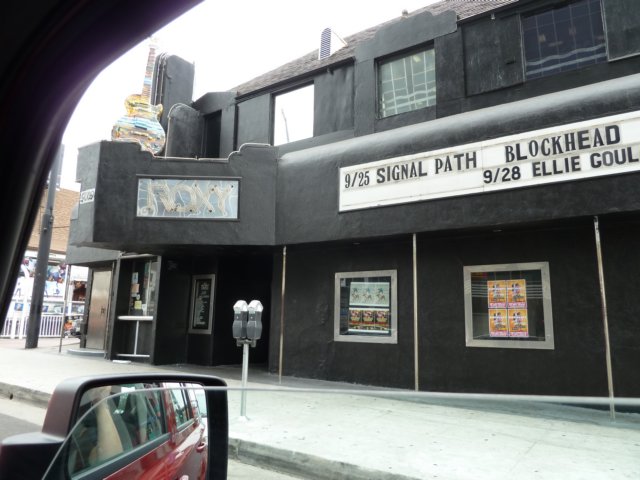 ROXY
9/25 SIGNAL PATH BLOCKHEAD
9/28 ELLIE GOUL